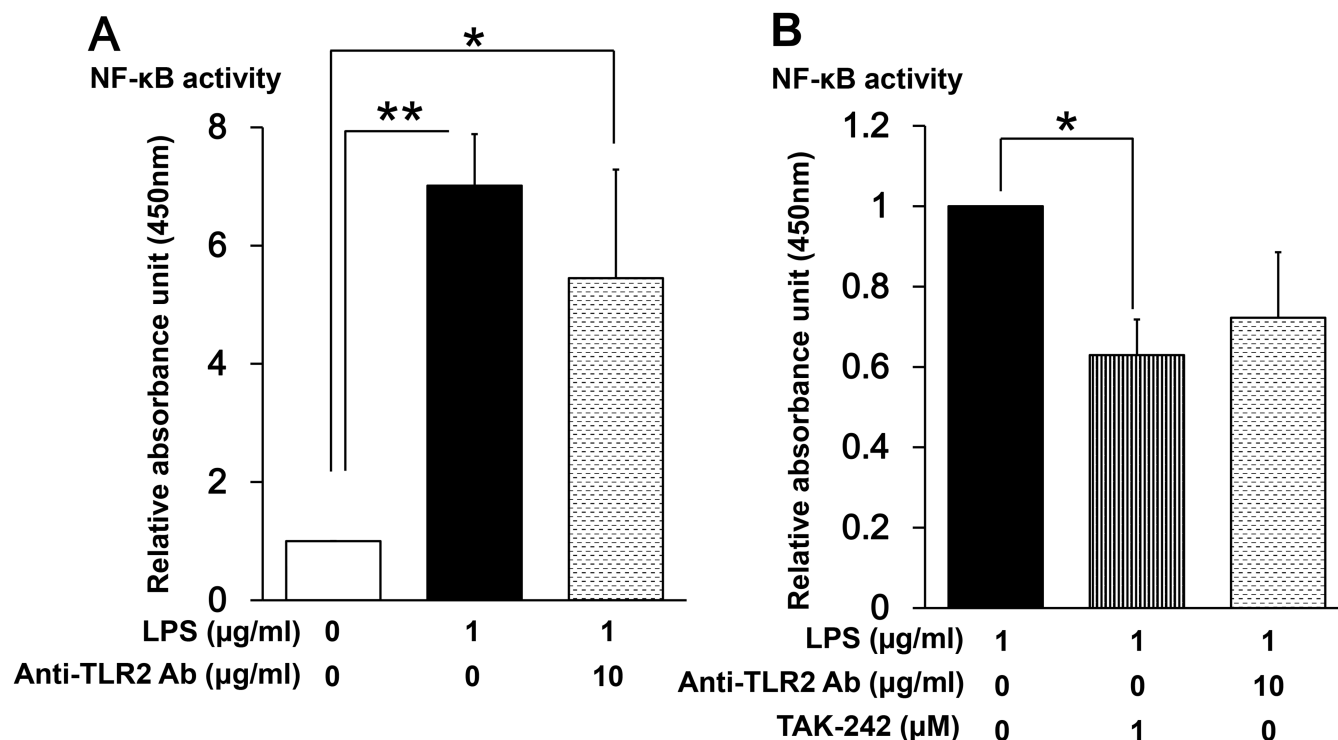 A
NF-κB activity
*
**
Relative absorbance unit (450nm)
8
6
4
2
0
LPS (μg/ml) 0 1 1
Anti-TLR2 Ab (μg/ml) 0 0 10
B
NF-κB activity
*
Relative absorbance unit (450nm)
1.2
1
0.8
0.6
0.4
0.2
0
LPS (μg/ml) 1 1 1
Anti-TLR2 Ab (μg/ml) 0 0 10
TAK-242 (μM) 0 1 0